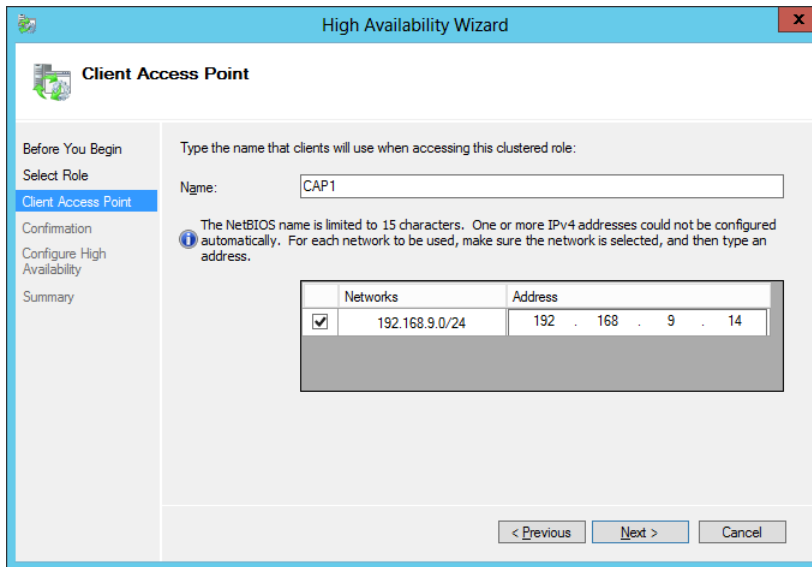 High Availability Wizard
x
Client Access Point
Before You Begin
Select Role
Client Access Point
Confirmation
Configure High
Availability
Summary
Type the name that clients will use when accessing this clustered role:
Name: CAP1
The NetBIOS name is limited to 15 characters. One or more IPv4 addresses could not be configured
automatically. For each network to be used, make sure the network is selected, and then type an
address.
Networks Address
192.168.9.0/24 192 . 168 . 9 . 14
< Previous Next > Cancel